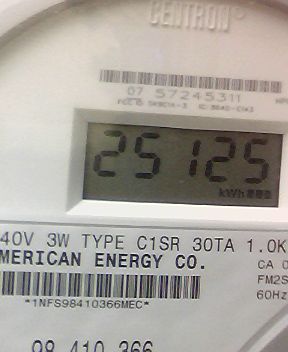 CENTRON®
07 57245311
25125
kWh
40V 3W TYPE C1SR 30TA 1.0K
MERICAN ENERGY CO.
CA 0
FM2S
*1NFS98410366MEC*
60Hz
98 410 366